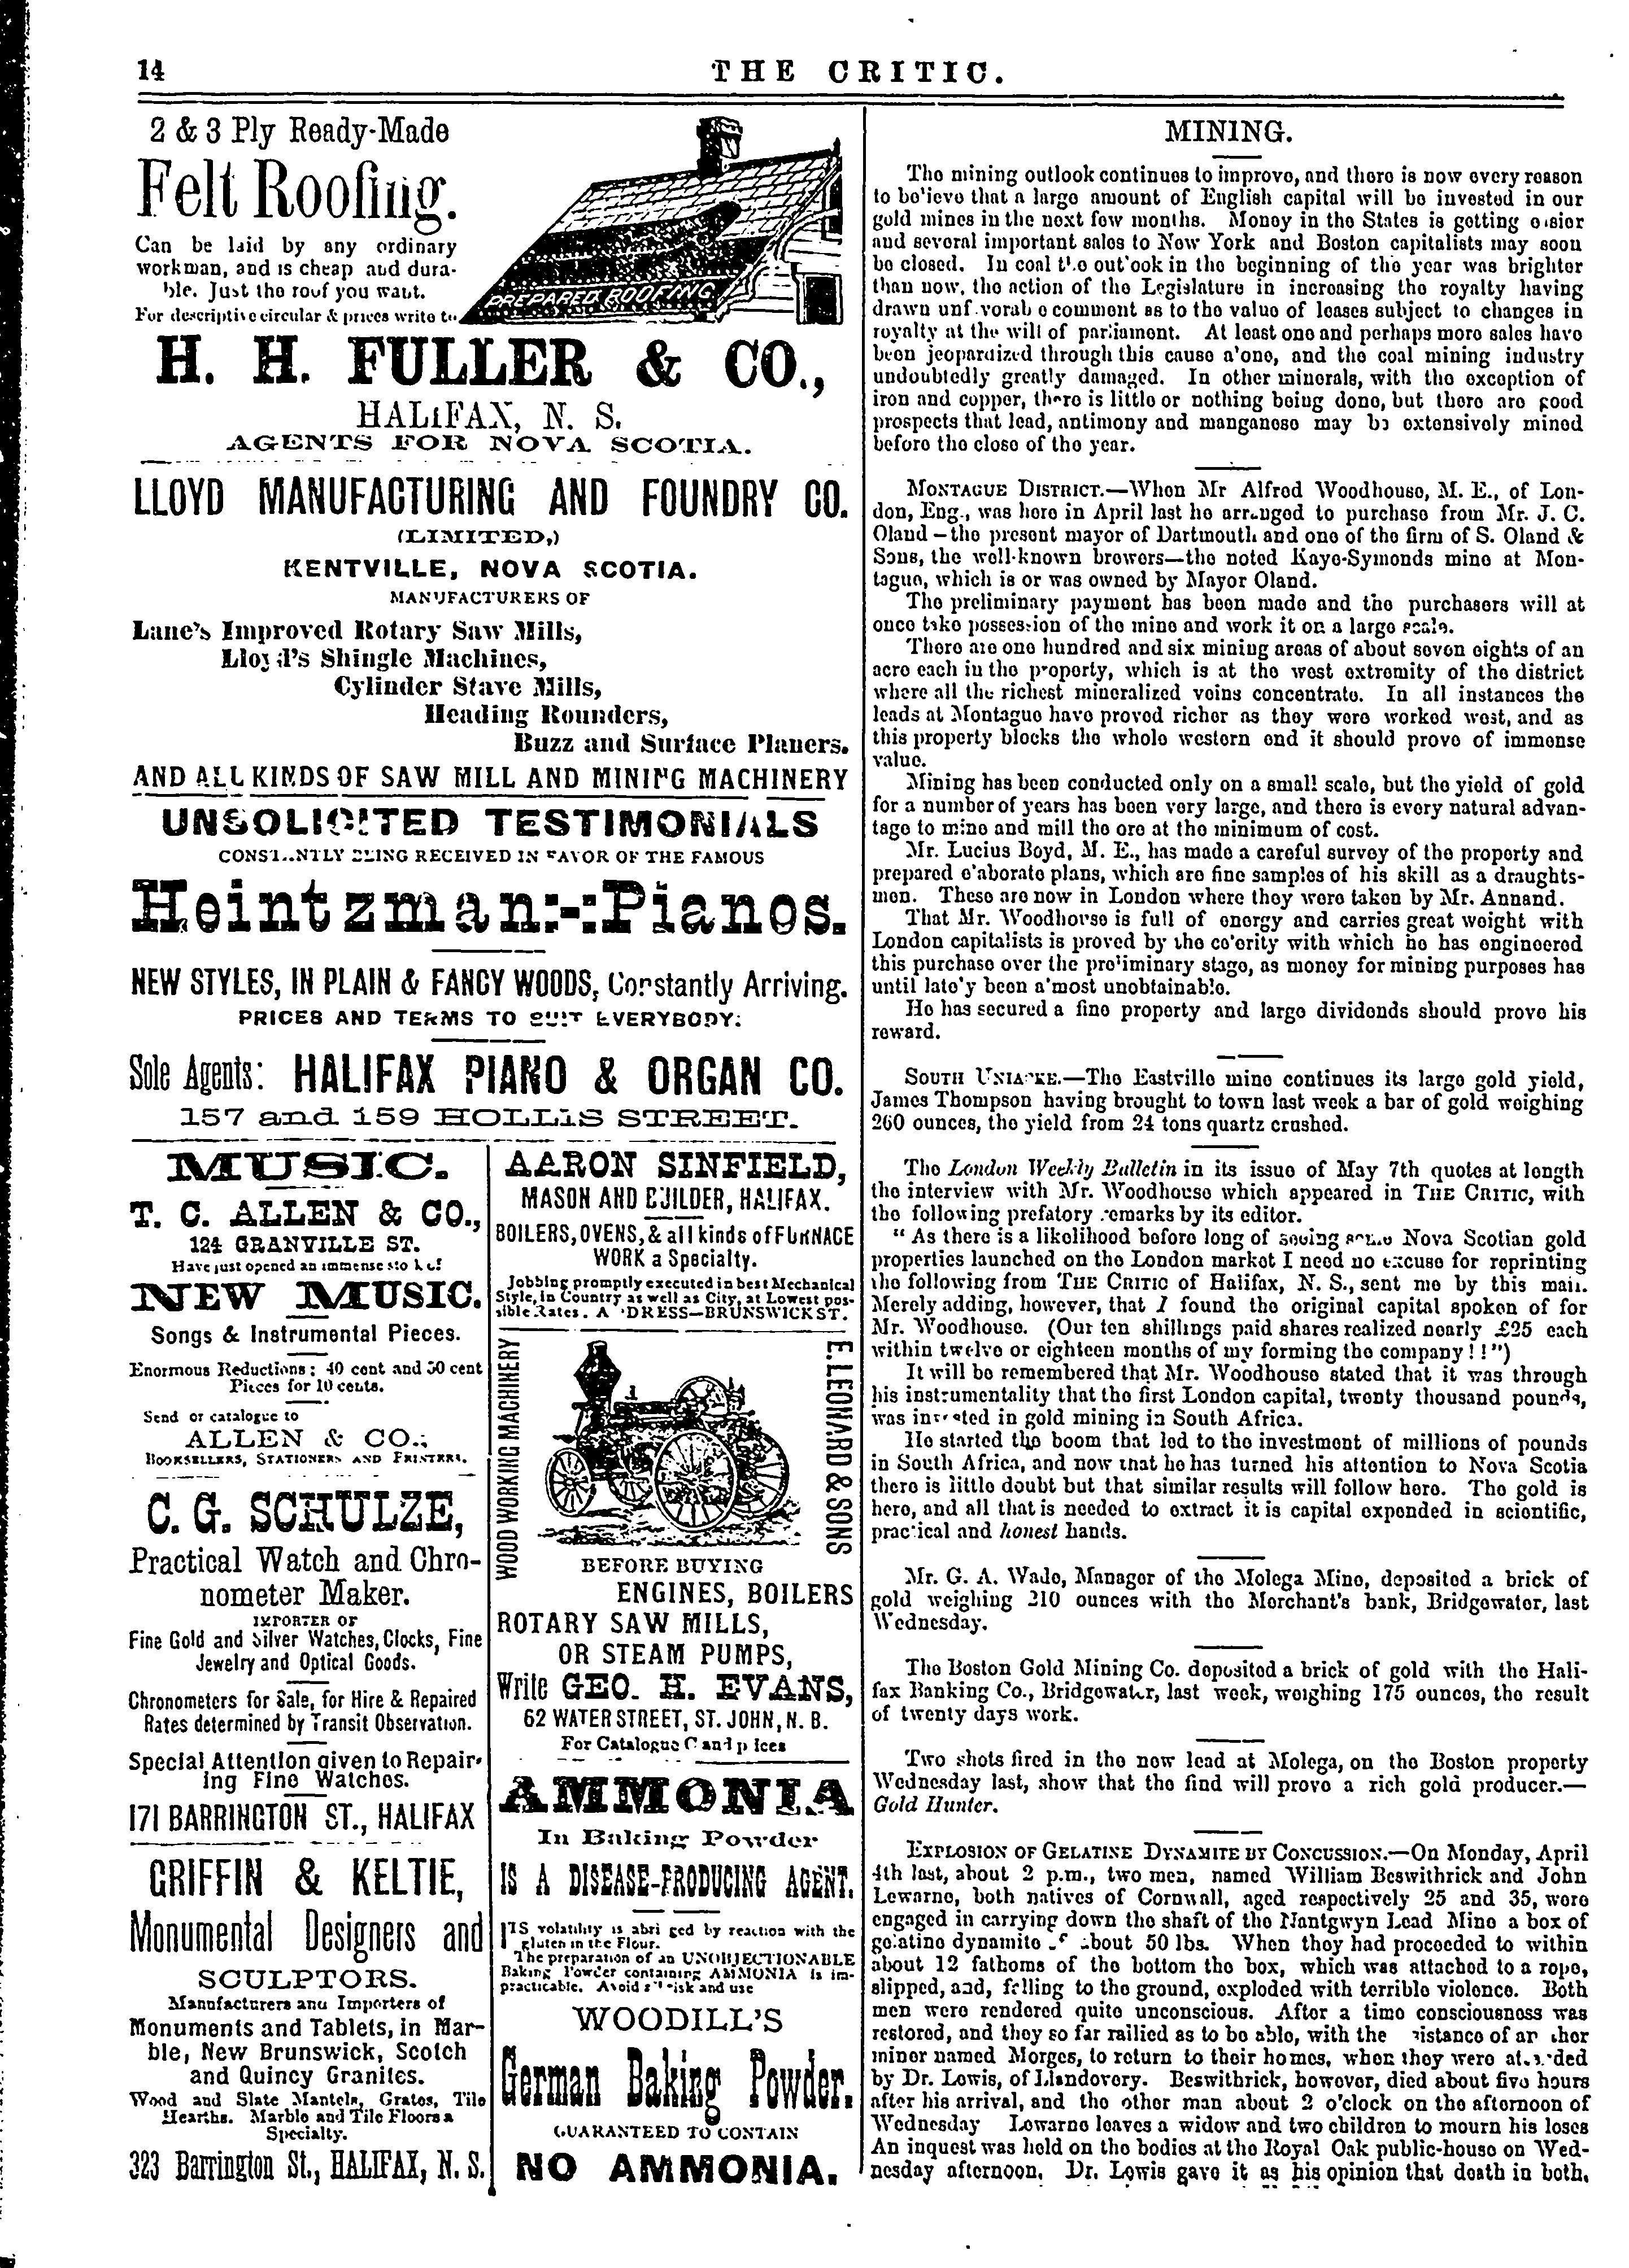 14
THE CRITIC.
2 & 3 Ply Ready-Made
Felt Roofing.
Can be laid by any ordinary
workman, and is cheap and dura-
ble. Just the roof you want.
For descriptive circular & prices write to
PREPARED ROOFING
H. H. FULLER & CO.,
HALIFAX, N. S.
AGENTS FOR NOVA SCOTIA.
LLOYD MANUFACTURING AND FOUNDRY CO.
(LIMITED,)
KENTVILLE, NOVA SCOTIA.
MANUFACTURERS OF
Lane's Improved Rotary Saw Mills,
Lloyd's Shingle Machines,
Cylinder Stave Mills,
Heading Rounders,
Buzz and Surface Planers.
AND ALL KINDS OF SAW MILL AND MINING MACHINERY
UNSOLICITED TESTIMONIALS
CONSTANTLY BEING RECEIVED IN FAVOR OF THE FAMOUS
Heintzman:-:Pianos.
NEW STYLES, IN PLAIN & FANCY WOODS, Constantly Arriving.
PRICES AND TERMS TO SUIT EVERYBODY:
Sole Agents: HALIFAX PIANO & ORGAN CO.
157 and 159 HOLLIS STREET.
MUSIC.
T. C. ALLEN & CO.,
124 GRANVILLE ST.
Have just opened an immense stock of
NEW MUSIC.
Songs & Instrumental Pieces.
Enormous Reductions: 40 cent and 50 cent
Pieces for 10 cents.
Send or catalogue to
ALLEN & CO.,
BOOKSELLERS, STATIONERS AND PRINTERS.
C. G. SCHULZE,
Practical Watch and Chro-
nometer Maker.
IMPORTER OF
Fine Gold and Silver Watches, Clocks, Fine
Jewelry and Optical Goods.
Chronometers for Sale, for Hire & Repaired
Rates determined by Transit Observation.
Special Attention given to Repair-
ing Fine Watches.
171 BARRINGTON ST., HALIFAX
GRIFFIN & KELTIE,
Monumental Designers and
SCULPTORS.
Manufacturers and Importers of
Monuments and Tablets, in Mar-
ble, New Brunswick, Scotch
and Quincy Granites.
Wood and Slate Mantels, Grates, Tile
Hearths. Marble and Tile Floors a
Specialty.
323 Barrington St., HALIFAX, N. S.
AARON SINFIELD,
MASON AND BUILDER, HALIFAX.
BOILERS, OVENS, & all kinds of FURNACE
WORK a Specialty.
Jobbing promptly executed in best Mechanical
Style, in Country as well as City, at Lowest pos-
sible Rates. ADDRESS—BRUNSWICK ST.
WOOD WORKING MACHINERY
E. LEONARD & SONS
BEFORE BUYING
ENGINES, BOILERS
ROTARY SAW MILLS,
OR STEAM PUMPS,
Write GEO. H. EVANS,
62 WATER STREET, ST. JOHN, N. B.
For Catalogue C and prices
AMMONIA
In Baking Powder
IS A DISEASE-PRODUCING AGENT.
ITS volatility is abridged by reaction with the
gluten in the Flour.
The preparation of an UNOBJECTIONABLE
Baking Powder containing AMMONIA is im-
practicable. Avoid all risk and use
WOODILL'S
German Baking Powder.
GUARANTEED TO CONTAIN
NO AMMONIA.
MINING.
The mining outlook continues to improve, and there is now every reason
to believe that a large amount of English capital will be invested in our
gold mines in the next few months. Money in the States is getting easier
and several important sales to New York and Boston capitalists may soon
be closed. In coal the outlook in the beginning of the year was brighter
than now, the action of the Legislature in increasing the royalty having
drawn unfavorable comment as to the value of leases subject to changes in
royalty at the will of parliament. At least one and perhaps more sales have
been jeopardized through this cause alone, and the coal mining industry
undoubtedly greatly damaged. In other minerals, with the exception of
iron and copper, there is little or nothing being done, but there are good
prospects that lead, antimony and manganese may be extensively mined
before the close of the year.
MONTAGUE DISTRICT.—When Mr Alfred Woodhouse, M. E., of Lon-
don, Eng., was here in April last he arranged to purchase from Mr. J. C.
Oland—the present mayor of Dartmouth and one of the firm of S. Oland &
Sons, the well-known brewers—the noted Kaye-Symonds mine at Mon-
tague, which is or was owned by Mayor Oland.
The preliminary payment has been made and the purchasers will at
once take possession of the mine and work it on a large scale.
There are one hundred and six mining areas of about seven eights of an
acre each in the property, which is at the west extremity of the district
where all the richest mineralized veins concentrate. In all instances the
leads at Montague have proved richer as they were worked west, and as
this property blocks the whole western end it should prove of immense
value.
Mining has been conducted only on a small scale, but the yield of gold
for a number of years has been very large, and there is every natural advan-
tage to mine and mill the ore at the minimum of cost.
Mr. Lucius Boyd, M. E., has made a careful survey of the property and
prepared elaborate plans, which are fine samples of his skill as a draughts-
men. These are now in London where they were taken by Mr. Annand.
That Mr. Woodhouse is full of energy and carries great weight with
London capitalists is proved by the celerity with which he has engineered
this purchase over the preliminary stage, as money for mining purposes has
until lately been almost unobtainable.
He has secured a fine property and large dividends should prove his
reward.
SOUTH UNIACKE.—The Eastville mine continues its large gold yield,
James Thompson having brought to town last week a bar of gold weighing
260 ounces, the yield from 24 tons quartz crushed.
The London Weekly Bulletin in its issue of May 7th quotes at length
the interview with Mr. Woodhouse which appeared in THE CRITIC, with
the following prefatory remarks by its editor.
"As there is a likelihood before long of seeing some Nova Scotian gold
properties launched on the London market I need no excuse for reprinting
the following from THE CRITIC of Halifax, N. S., sent me by this mail.
Merely adding, however, that I found the original capital spoken of for
Mr. Woodhouse. (Our ten shillings paid shares realized nearly £25 each
within twelve or eighteen months of my forming the company!!")
It will be remembered that Mr. Woodhouse stated that it was through
his instrumentality that the first London capital, twenty thousand pounds,
was invested in gold mining in South Africa.
He started the boom that led to the investment of millions of pounds
in South Africa, and now that he has turned his attention to Nova Scotia
there is little doubt but that similar results will follow here. The gold is
here, and all that is needed to extract it is capital expended in scientific,
practical and honest hands.
Mr. G. A. Wade, Manager of the Molega Mine, deposited a brick of
gold weighing 210 ounces with the Merchant's bank, Bridgewater, last
Wednesday.
The Boston Gold Mining Co. deposited a brick of gold with the Hali-
fax Banking Co., Bridgewater, last week, weighing 175 ounces, the result
of twenty days work.
Two shots fired in the new lead at Molega, on the Boston property
Wednesday last, show that the find will prove a rich gold producer.—
Gold Hunter.
EXPLOSION OF GELATINE DYNAMITE BY CONCUSSION.—On Monday, April
4th last, about 2 p.m., two men, named William Beswithrick and John
Lewarne, both natives of Cornwall, aged respectively 25 and 35, were
engaged in carrying down the shaft of the Nantgwyn Lead Mine a box of
gelatine dynamite of about 50 lbs. When they had proceeded to within
about 12 fathoms of the bottom the box, which was attached to a rope,
slipped, and, falling to the ground, exploded with terrible violence. Both
men were rendered quite unconscious. After a time consciousness was
restored, and they so far rallied as to be able, with the assistance of another
miner named Morges, to return to their homes, when they were attended
by Dr. Lewis, of Llandovery. Beswithrick, however, died about five hours
after his arrival, and the other man about 2 o'clock on the afternoon of
Wednesday Lewarne leaves a widow and two children to mourn his loses
An inquest was held on the bodies at the Royal Oak public-house on Wed-
nesday afternoon. Dr. Lewis gave it as his opinion that death in both,